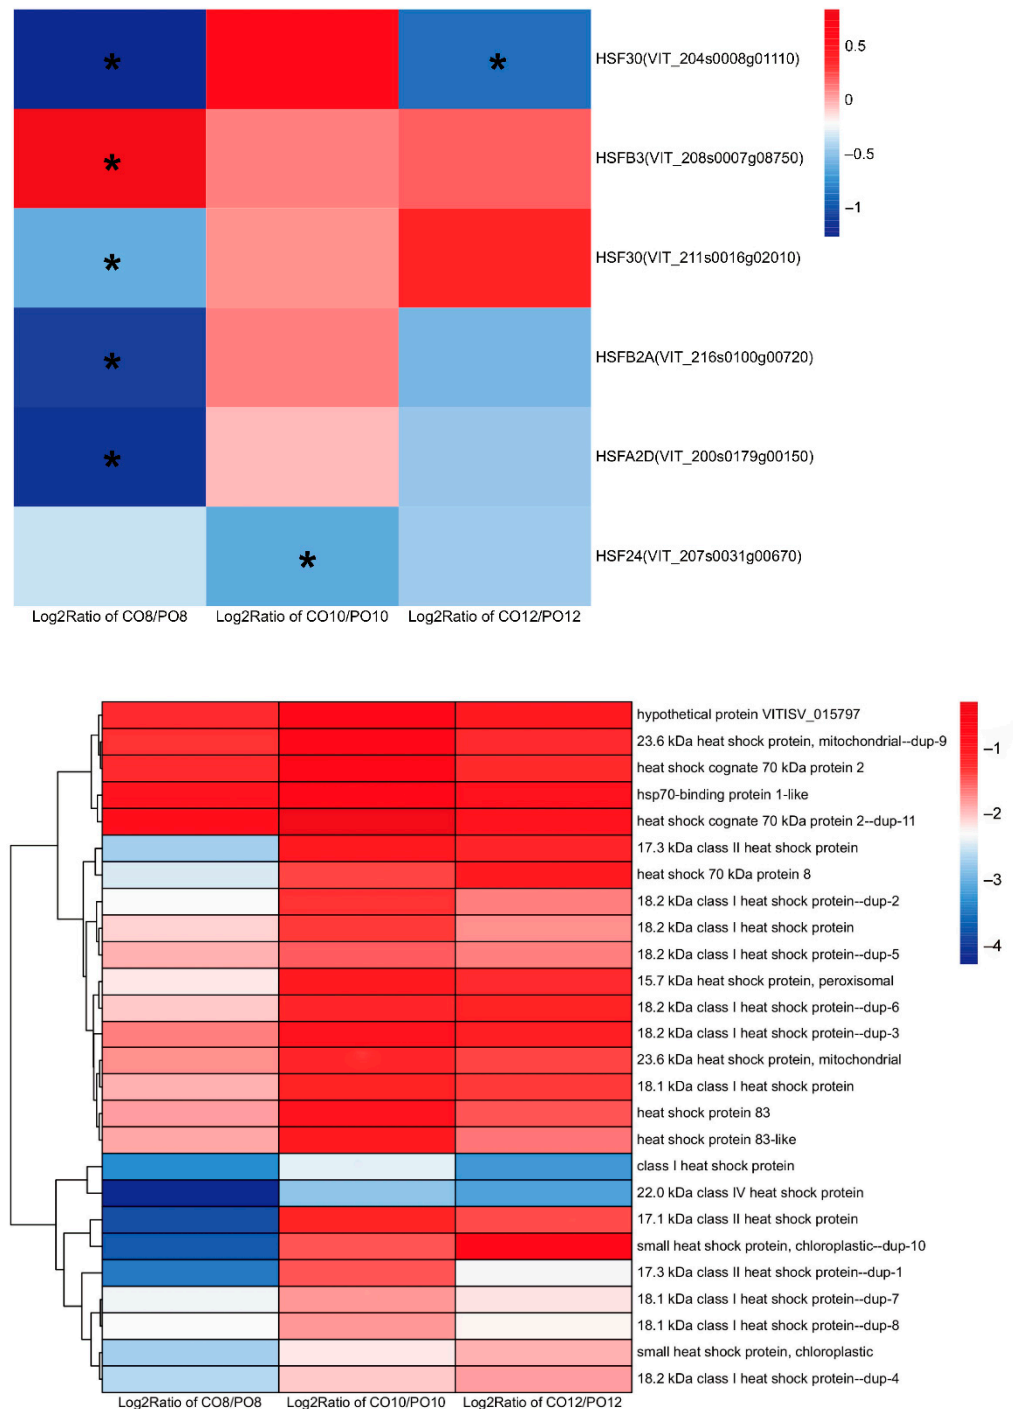 HSF30(VIT_204s0008g01110)
HSFB3(VIT_208s0007g08750)
HSF30(VIT_211s0016g02010)
HSFB2A(VIT_216s0100g00720)
HSFA2D(VIT_200s0179g00150)
HSF24(VIT_207s0031g00670)
0.5
0
−0.5
−1
* *
*
*
*
*
*
Log2Ratio of CO8/PO8 Log2Ratio of CO10/PO10 Log2Ratio of CO12/PO12
hypothetical protein VITISV_015797
23.6 kDa heat shock protein, mitochondrial--dup-9
heat shock cognate 70 kDa protein 2
hsp70-binding protein 1-like
heat shock cognate 70 kDa protein 2--dup-11
17.3 kDa class II heat shock protein
heat shock 70 kDa protein 8
18.2 kDa class I heat shock protein--dup-2
18.2 kDa class I heat shock protein
18.2 kDa class I heat shock protein--dup-5
15.7 kDa heat shock protein, peroxisomal
18.2 kDa class I heat shock protein--dup-6
18.2 kDa class I heat shock protein--dup-3
23.6 kDa heat shock protein, mitochondrial
18.1 kDa class I heat shock protein
heat shock protein 83
heat shock protein 83-like
class I heat shock protein
22.0 kDa class IV heat shock protein
17.1 kDa class II heat shock protein
small heat shock protein, chloroplastic--dup-10
17.3 kDa class II heat shock protein--dup-1
18.1 kDa class I heat shock protein--dup-7
18.1 kDa class I heat shock protein--dup-8
small heat shock protein, chloroplastic
18.2 kDa class I heat shock protein--dup-4
−1
−2
−3
−4
Log2Ratio of CO8/PO8 Log2Ratio of CO10/PO10 Log2Ratio of CO12/PO12